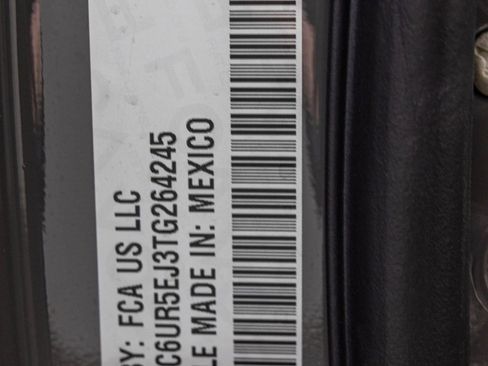 BY: FCA US LLC
C6UR5EJ3TG264245
LE MADE IN: MEXICO